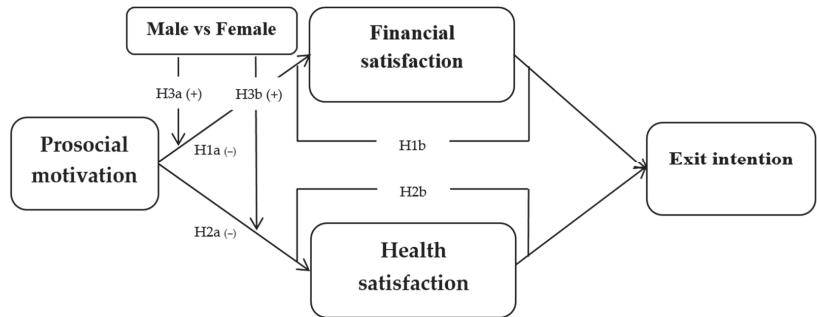 Male vs Female
Financial
satisfaction
H3a (+)
H3b (+)
Prosocial
motivation
H1a (–)
H1b
Exit intention
H2b
H2a (–)
Health
satisfaction